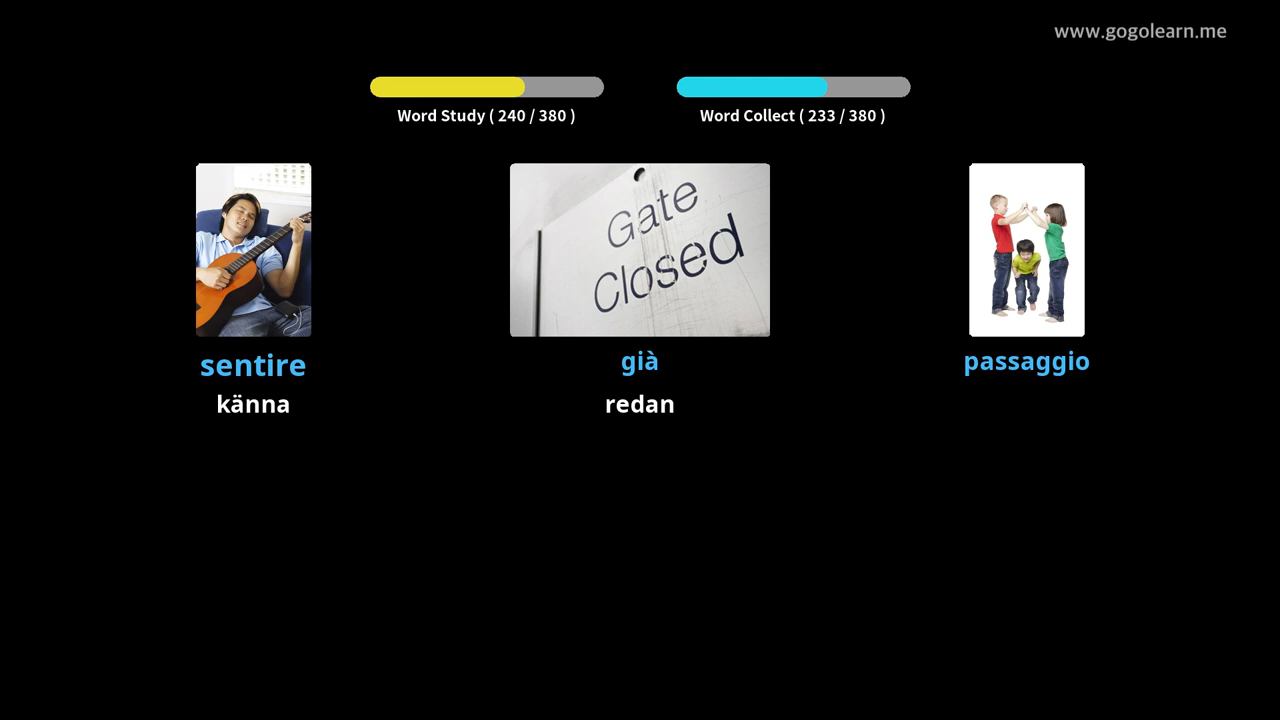 www.gogolearn.me
Word Study ( 240 / 380 )
Word Collect ( 233 / 380 )
Gate
Closed
sentire
già
passaggio
känna
redan